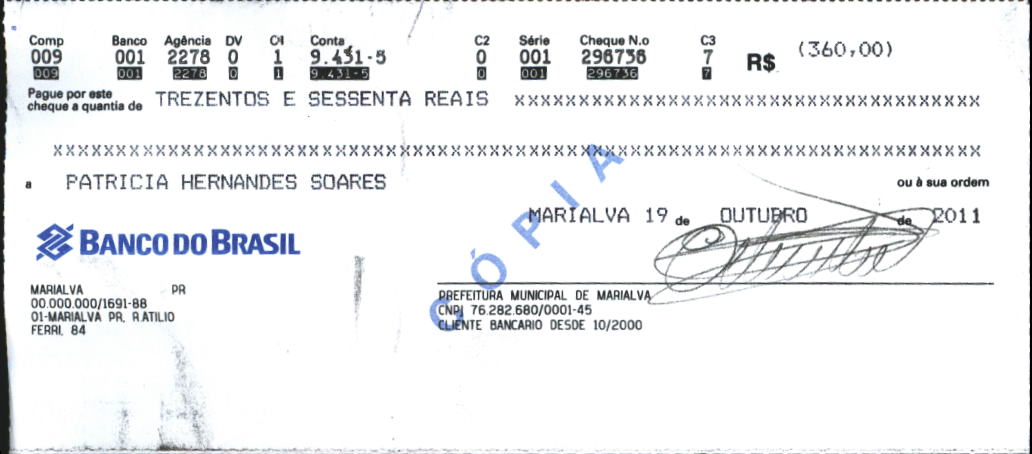 Comp Banco Agência DV C1 Conta C2 Série Cheque N.o C3
009 001 2278 0 1 9.431-5 0 001 296736 7 R$ (360,00)
009 001 2278 0 1 9.431-5 0 001 296736 7
Pague por este
cheque a quantia de TREZENTOS E SESSENTA REAIS xxxxxxxxxxxxxxxxxxxxxxxxxxxxxxxxxxxxx
xxxxxxxxxxxxxxxxxxxxxxxxxxxxxxxxxxxxxxxxxxxxxxxxxxxxxxxxxxxxxxxxxxxxxxxxxx
a PATRICIA HERNANDES SOARES ou à sua ordem
MARIALVA 19 de OUTUBRO de 2011
BANCO DO BRASIL
CÓPIA
MARIALVA PR
00.000.000/1691-88
01-MARIALVA PR, R.ATILIO
FERRI, 84
PREFEITURA MUNICIPAL DE MARIALVA
CNPJ 76.282.680/0001-45
CLIENTE BANCARIO DESDE 10/2000